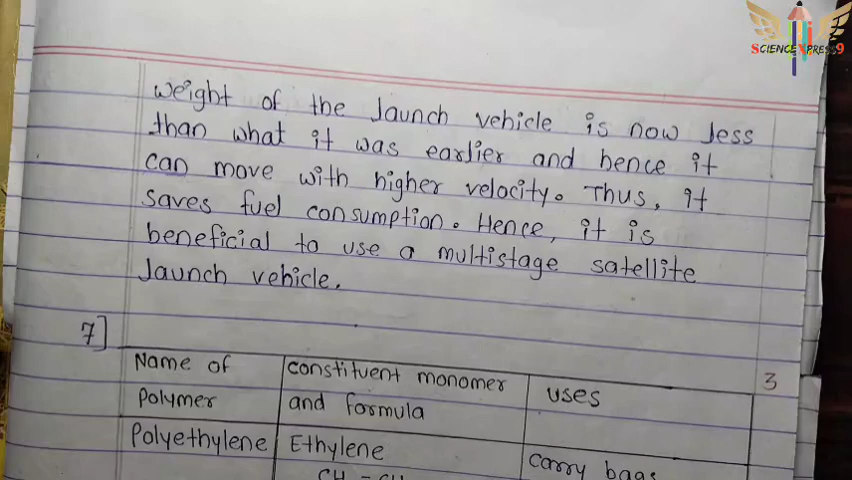 SCIENCEXPRESS9
weight of the launch vehicle is now less
than what it was earlier and hence it
can move with higher velocity. Thus, it
saves fuel consumption. Hence, it is
beneficial to use a multistage satellite
launch vehicle.
7]
Name of Polymer
constituent monomer and formula
uses
3
Polyethylene
Ethylene
carry bags